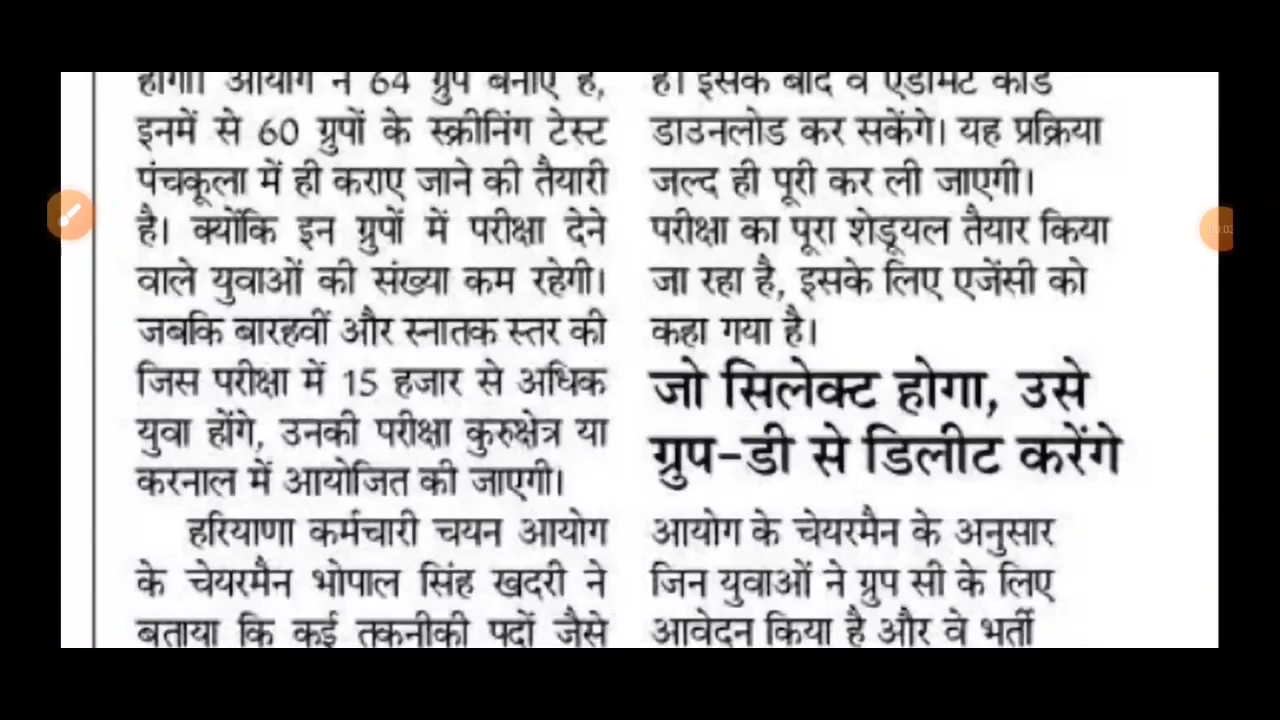 होगा। आयोग ने 64 ग्रुप बनाए हैं,
इनमें से 60 ग्रुपों के स्क्रीनिंग टेस्ट
पंचकूला में ही कराए जाने की तैयारी
है। क्योंकि इन ग्रुपों में परीक्षा देने
वाले युवाओं की संख्या कम रहेगी।
जबकि बारहवीं और स्नातक स्तर की
जिस परीक्षा में 15 हजार से अधिक
युवा होंगे, उनकी परीक्षा कुरुक्षेत्र या
करनाल में आयोजित की जाएगी।
हरियाणा कर्मचारी चयन आयोग
के चेयरमैन भोपाल सिंह खदरी ने
बताया कि कई तकनीकी पदों जैसे
है। इसके बाद वे एडमिट कार्ड
डाउनलोड कर सकेंगे। यह प्रक्रिया
जल्द ही पूरी कर ली जाएगी।
परीक्षा का पूरा शेड्यूयल तैयार किया
जा रहा है, इसके लिए एजेंसी को
कहा गया है।
जो सिलेक्ट होगा, उसे
ग्रुप-डी से डिलीट करेंगे
आयोग के चेयरमैन के अनुसार
जिन युवाओं ने ग्रुप सी के लिए
आवेदन किया है और वे भर्ती
00:03